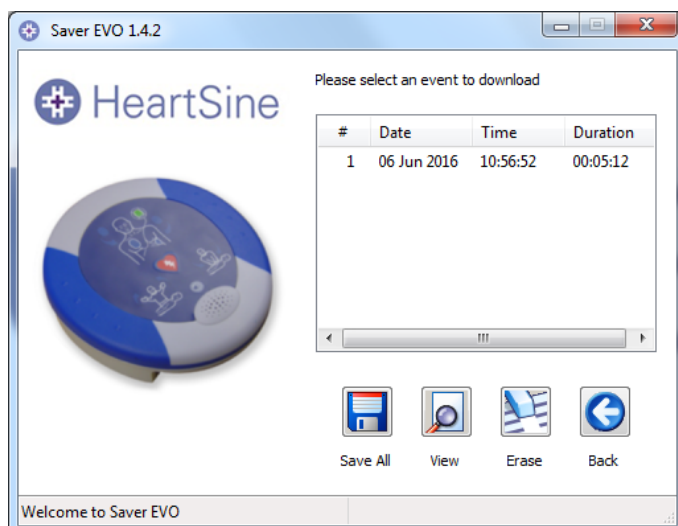 Saver EVO 1.4.2
HeartSine
Please select an event to download
# Date Time Duration
1 06 Jun 2016 10:56:52 00:05:12
Save All View Erase Back
Welcome to Saver EVO